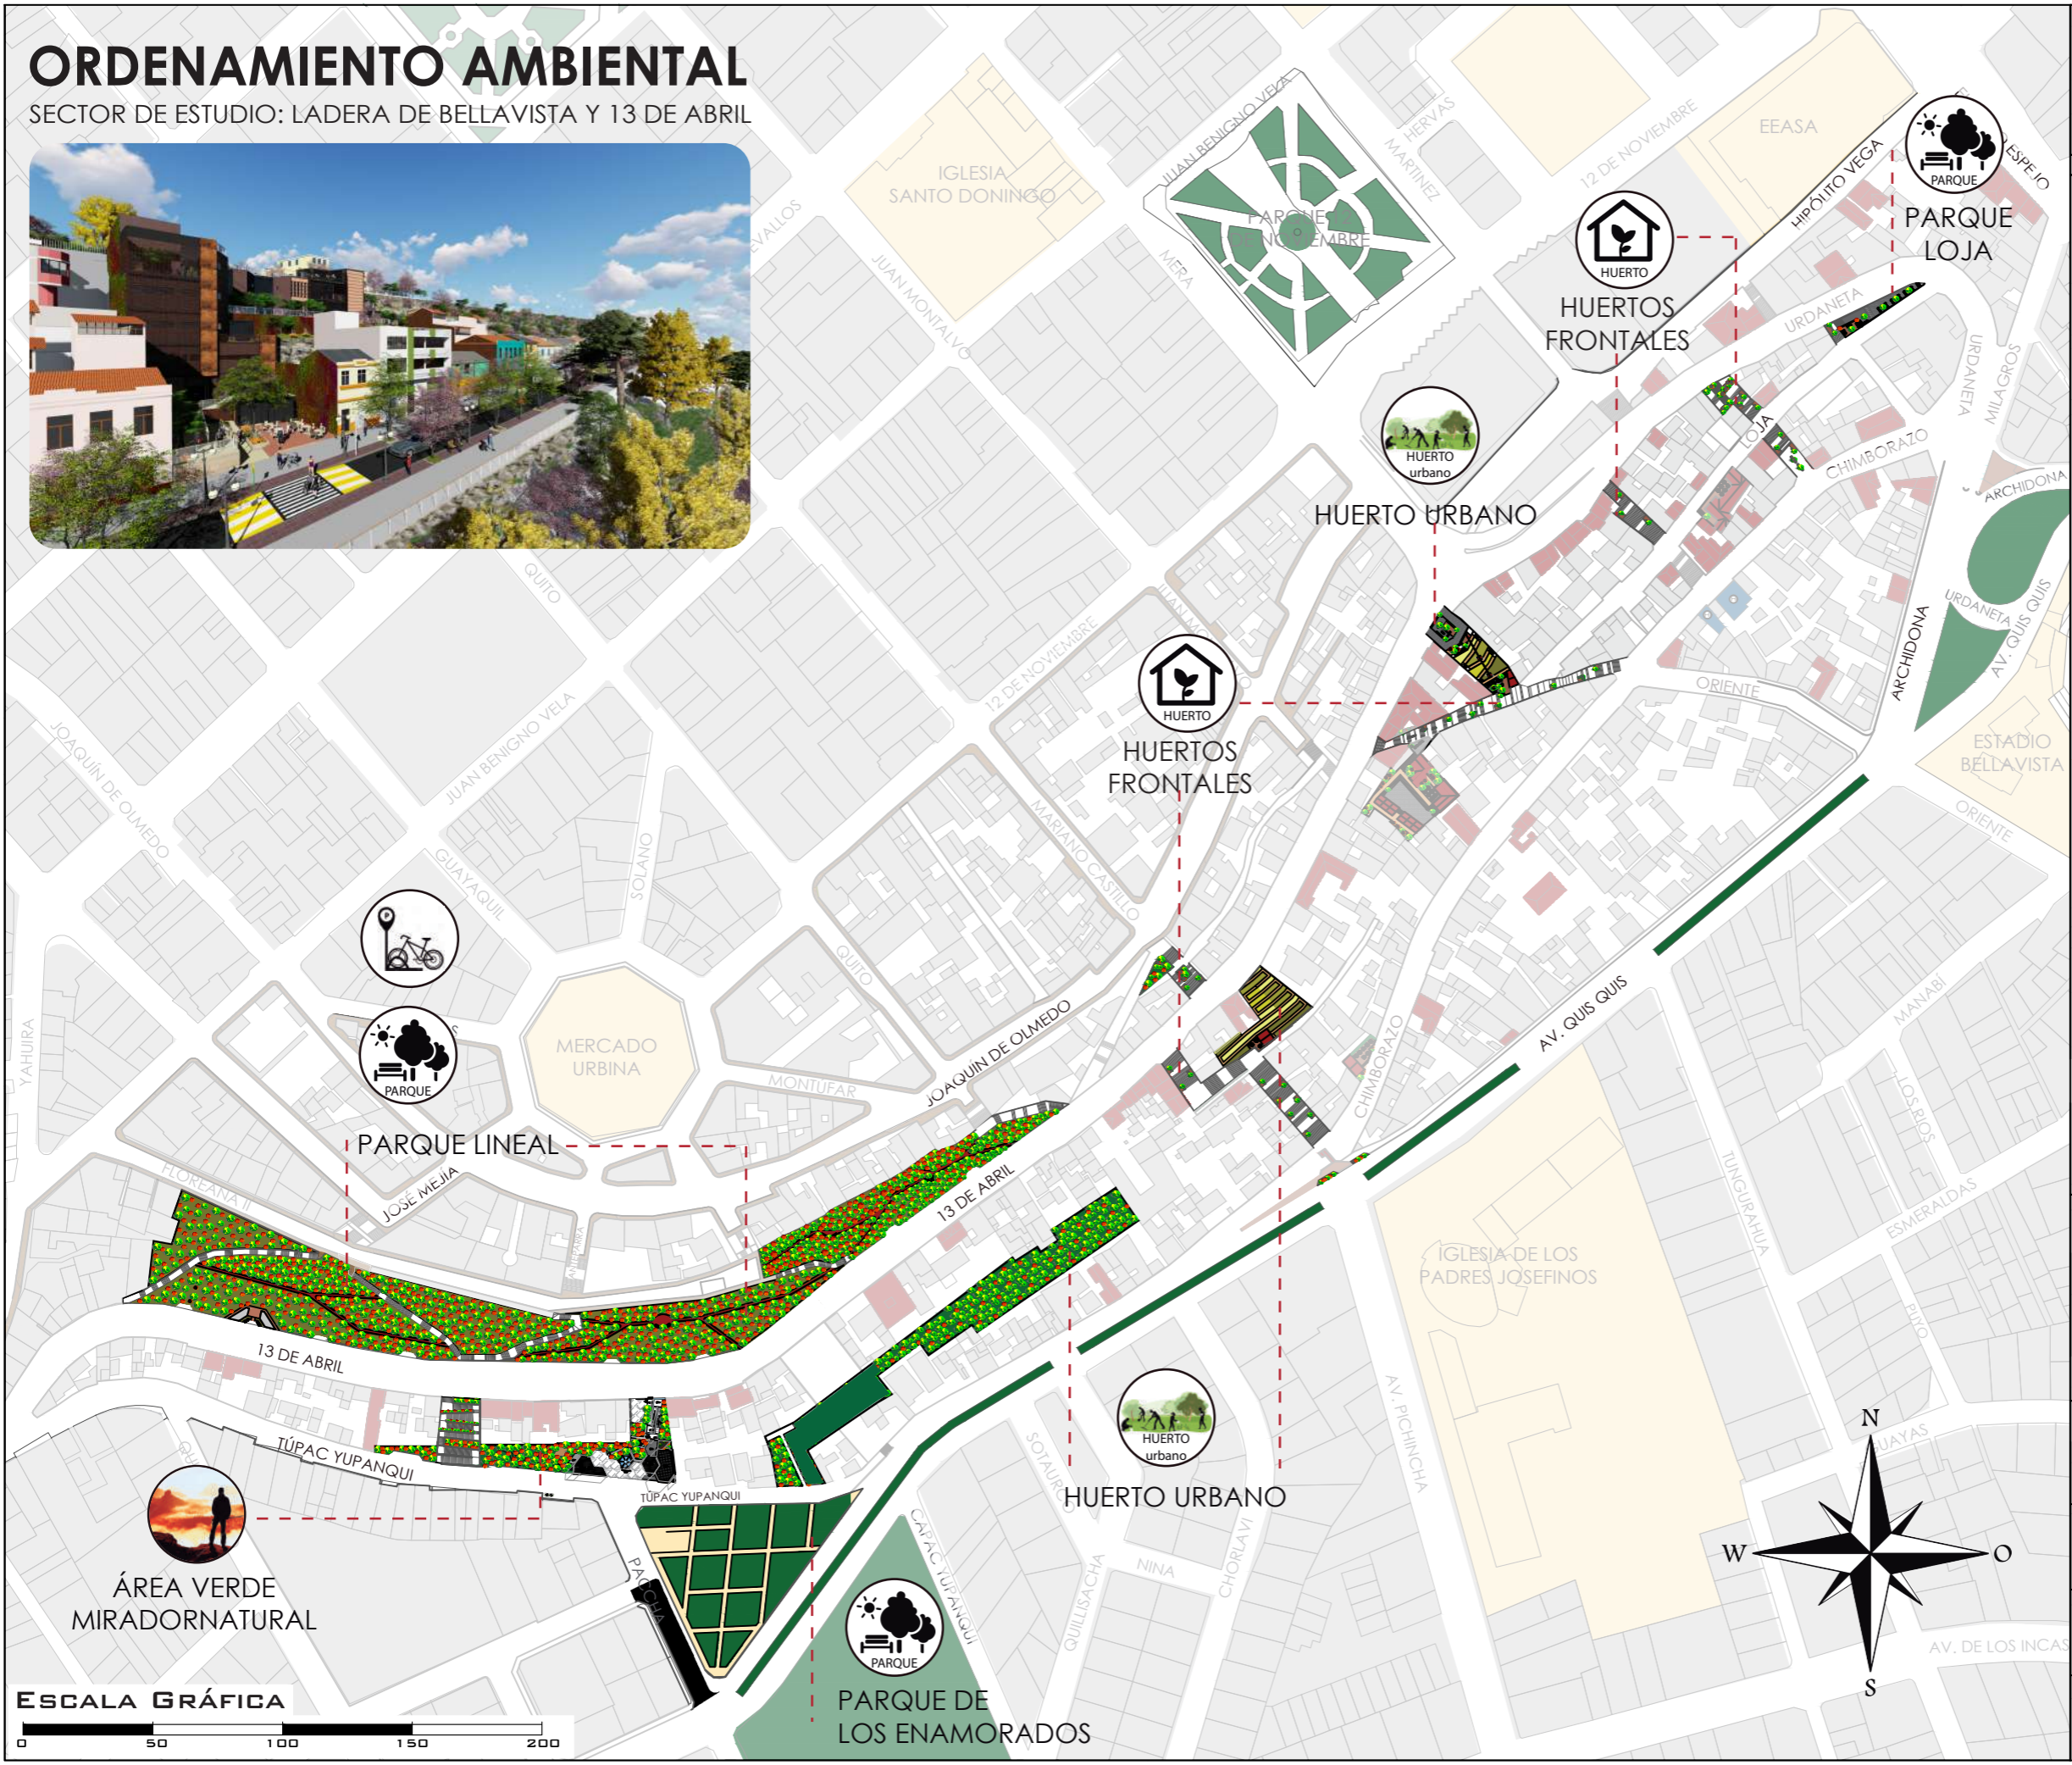 ORDENAMIENTO AMBIENTAL
SECTOR DE ESTUDIO: LADERA DE BELLAVISTA Y 13 DE ABRIL
IGLESIA
SANTO DONINGO
JUAN BENIGNO VELA
HERVAS
MARTINEZ
12 DE NOVIEMBRE
EEASA
HIPÓLITO VEGA
ESPEJO
PARQUE
PARQUE
LOJA
HUERTO
HUERTOS
FRONTALES
URDANETA
URDANETA
MILAGROS
MERA
JUAN MONTALVO
EVALLOS
HUERTO
urbano
HUERTO URBANO
CHIMBORAZO
ARCHIDONA
ARCHIDONA
URDANETA
AV. QUIS QUIS
ORIENTE
ESTADIO
BELLAVISTA
ORIENTE
QUITO
12 DE NOVIEMBRE
HUERTO
HUERTOS
FRONTALES
JUAN BENIGNO VELA
JOAQUÍN DE OLMEDO
GUAYAQUIL
SOLANO
MARIANO CASTILLO
QUITO
YAHUIRA
PARQUE
MERCADO
URBINA
MONTUFAR
JOAQUÍN DE OLMEDO
CHIMBORAZO
AV. QUIS QUIS
MANABÍ
LOS RIOS
TUNGURAHUA
ESMERALDAS
PUYO
PARQUE LINEAL
FLOREANA II
JOSÉ MEJÍA
13 DE ABRIL
IGLESIA DE LOS
PADRES JOSEFINOS
13 DE ABRIL
TÚPAC YUPANQUI
TÚPAC YUPANQUI
PACCHA
HUERTO
urbano
HUERTO URBANO
SOTAURCO
AV. PICHINCHA
CAPAC YUPANQUI
QUILLISACHA
NINA
CHORLAVI
GUAYAS
AV. DE LOS INCAS
ÁREA VERDE
MIRADORNATURAL
PARQUE
PARQUE DE
LOS ENAMORADOS
N
W
O
S
ESCALA GRÁFICA
0 50 100 150 200